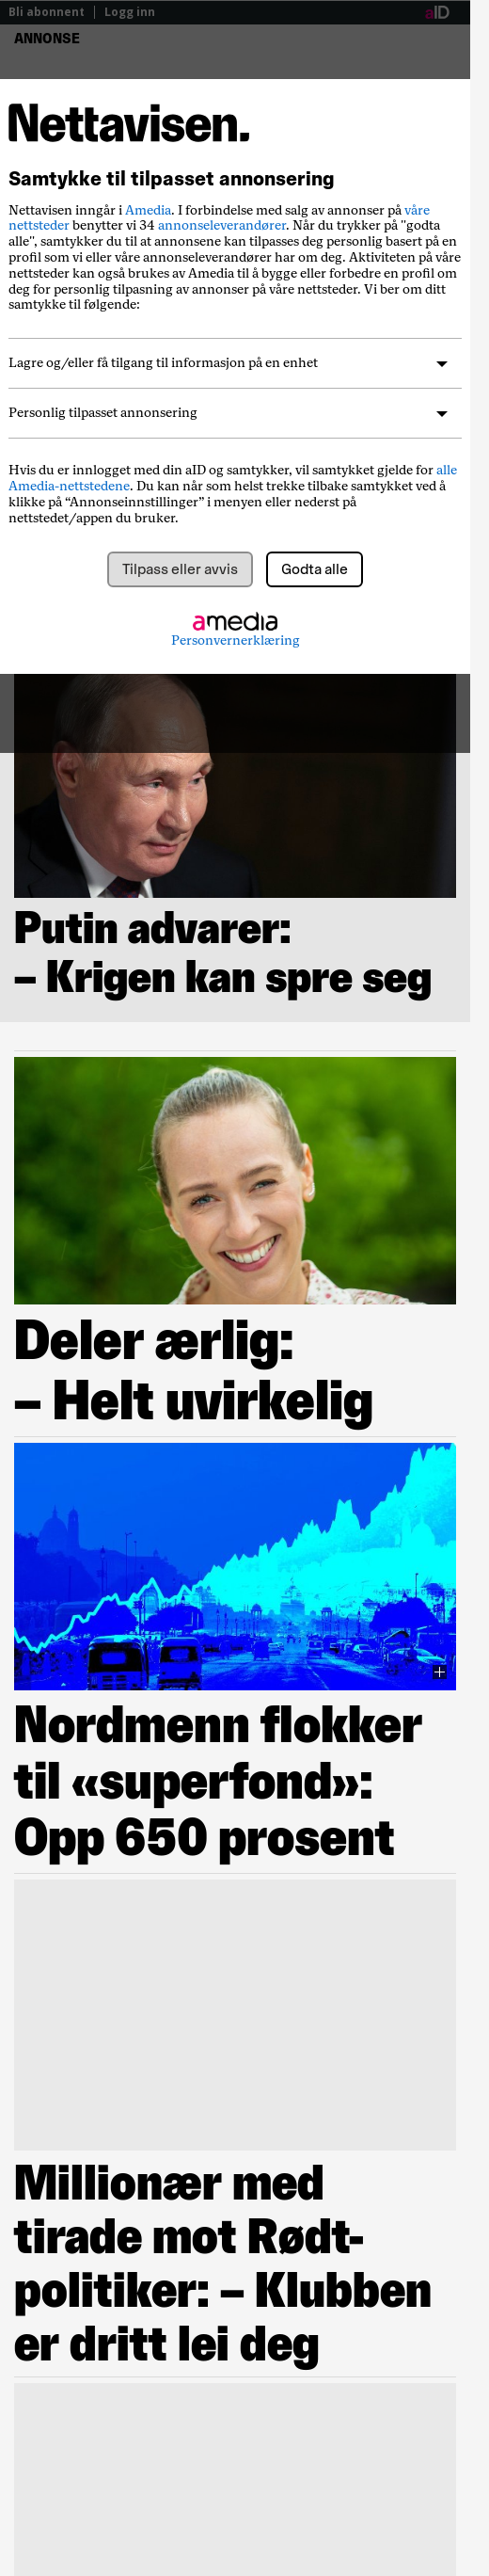 Bli abonnent | Logg inn
aID
ANNONSE
Nettavisen.
Samtykke til tilpasset annonsering
Nettavisen inngår i Amedia. I forbindelse med salg av annonser på våre
nettsteder benytter vi 34 annonseleverandører. Når du trykker på "godta
alle", samtykker du til at annonsene kan tilpasses deg personlig basert på en
profil som vi eller våre annonseleverandører har om deg. Aktiviteten på våre
nettsteder kan også brukes av Amedia til å bygge eller forbedre en profil om
deg for personlig tilpasning av annonser på våre nettsteder. Vi ber om ditt
samtykke til følgende:
Lagre og/eller få tilgang til informasjon på en enhet
Personlig tilpasset annonsering
Hvis du er innlogget med din aID og samtykker, vil samtykket gjelde for alle
Amedia-nettstedene. Du kan når som helst trekke tilbake samtykket ved å
klikke på “Annonseinnstillinger” i menyen eller nederst på
nettstedet/appen du bruker.
Tilpass eller avvis
Godta alle
amedia
Personvernerklæring
Putin advarer:
– Krigen kan spre seg
Deler ærlig:
– Helt uvirkelig
Nordmenn flokker
til «superfond»:
Opp 650 prosent
Millionær med
tirade mot Rødt-
politiker: – Klubben
er dritt lei deg